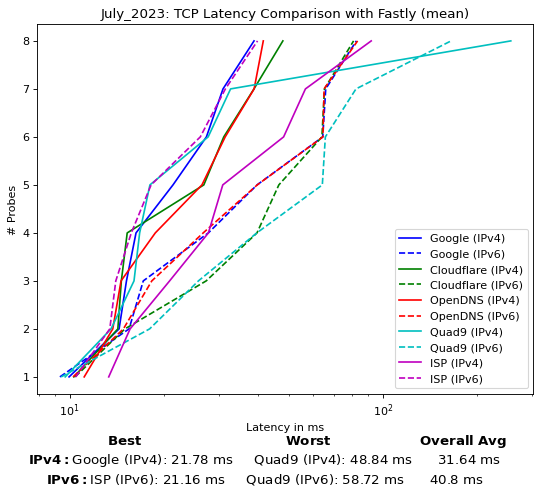 July_2023: TCP Latency Comparison with Fastly (mean)
# Probes
8
7
6
5
4
3
2
1
Google (IPv4)
Google (IPv6)
Cloudflare (IPv4)
Cloudflare (IPv6)
OpenDNS (IPv4)
OpenDNS (IPv6)
Quad9 (IPv4)
Quad9 (IPv6)
ISP (IPv4)
ISP (IPv6)
10¹ 10²
Latency in ms
Best Worst Overall Avg
IPv4: Google (IPv4): 21.78 ms Quad9 (IPv4): 48.84 ms 31.64 ms
IPv6: ISP (IPv6): 21.16 ms Quad9 (IPv6): 58.72 ms 40.8 ms